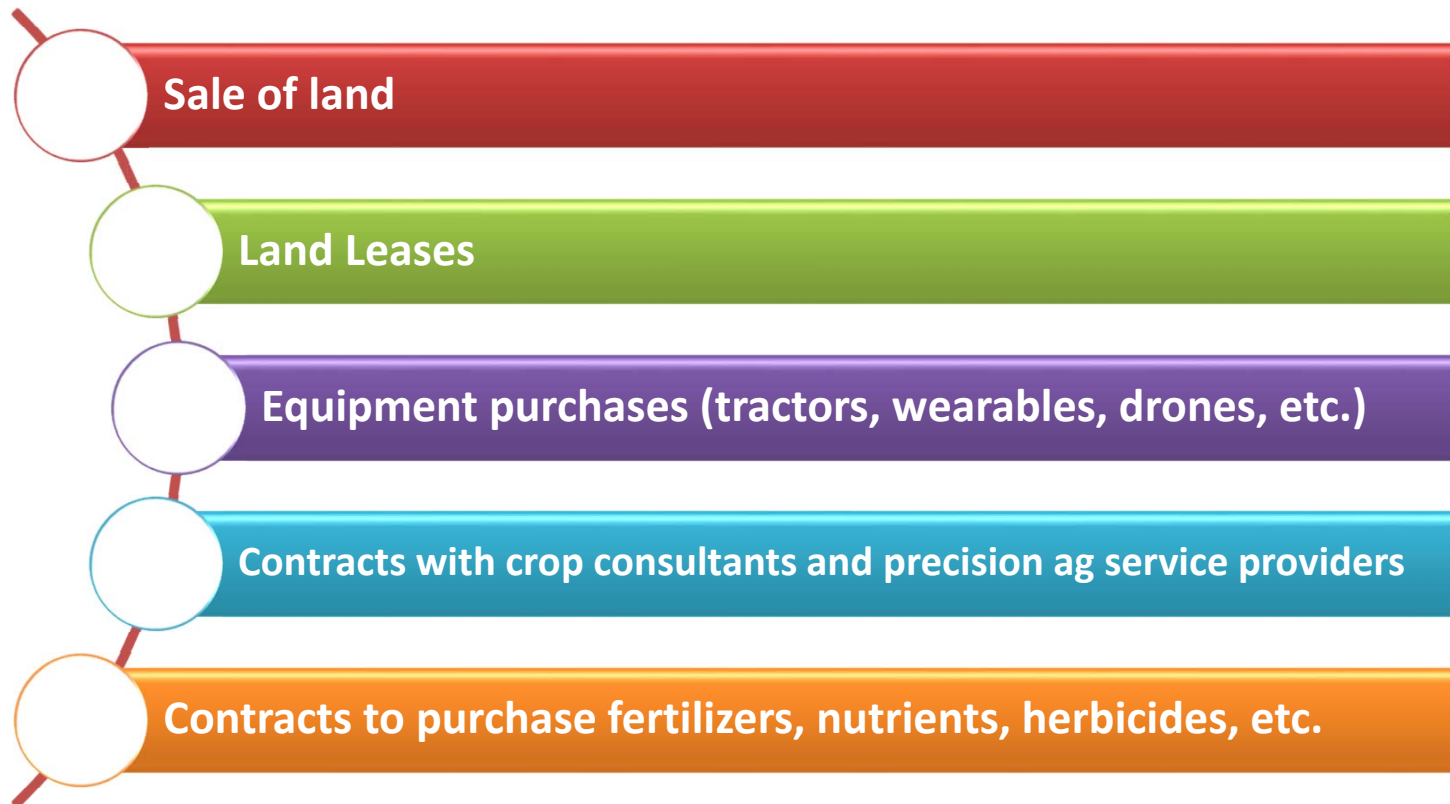 Sale of land
Land Leases
Equipment purchases (tractors, wearables, drones, etc.)
Contracts with crop consultants and precision ag service providers
Contracts to purchase fertilizers, nutrients, herbicides, etc.